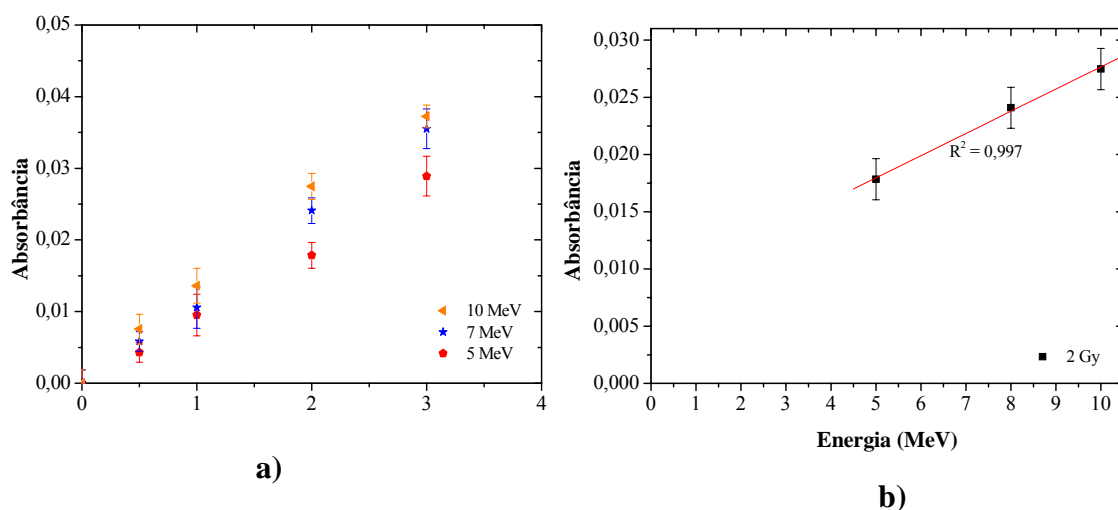 0,05
0,04
0,03
0,02
0,01
0,00
Absorbância
0 1 2 3 4
10 MeV
7 MeV
5 MeV
a)
0,030
0,025
0,020
0,015
0,010
0,005
0,000
Absorbância
R² = 0,997
2 Gy
0 1 2 3 4 5 6 7 8 9 10
Energia (MeV)
b)